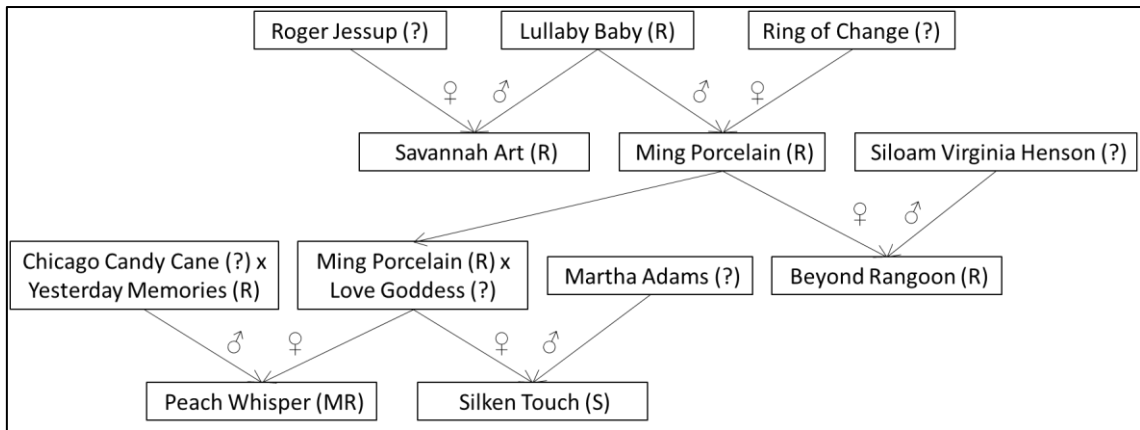 Roger Jessup (?)
Lullaby Baby (R)
Ring of Change (?)
♀ ♂ ♂ ♀
Savannah Art (R)
Ming Porcelain (R)
Siloam Virginia Henson (?)
♀ ♂
Chicago Candy Cane (?) x
Yesterday Memories (R)
Ming Porcelain (R) x
Love Goddess (?)
Martha Adams (?)
Beyond Rangoon (R)
♂ ♀ ♀ ♂
Peach Whisper (MR)
Silken Touch (S)